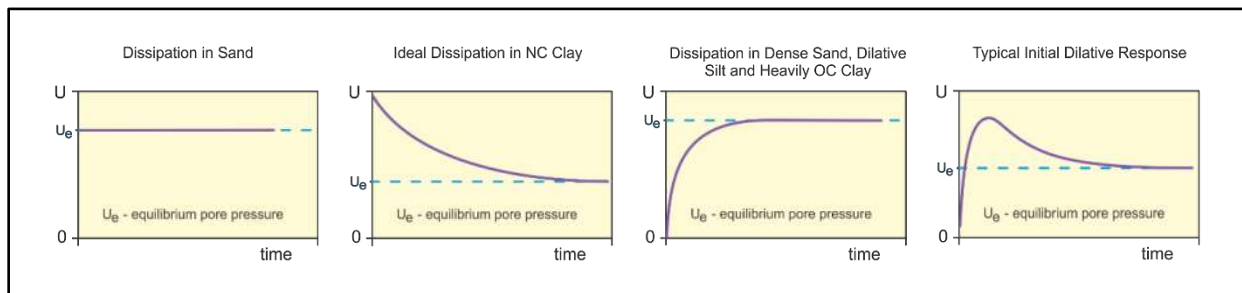 Dissipation in Sand
U
Ue
Ue - equilibrium pore pressure
0
time
Ideal Dissipation in NC Clay
U
Ue
Ue - equilibrium pore pressure
0
time
Dissipation in Dense Sand, Dilative
Silt and Heavily OC Clay
U
Ue
Ue - equilibrium pore pressure
0
time
Typical Initial Dilative Response
U
Ue
Ue - equilibrium pore pressure
0
time